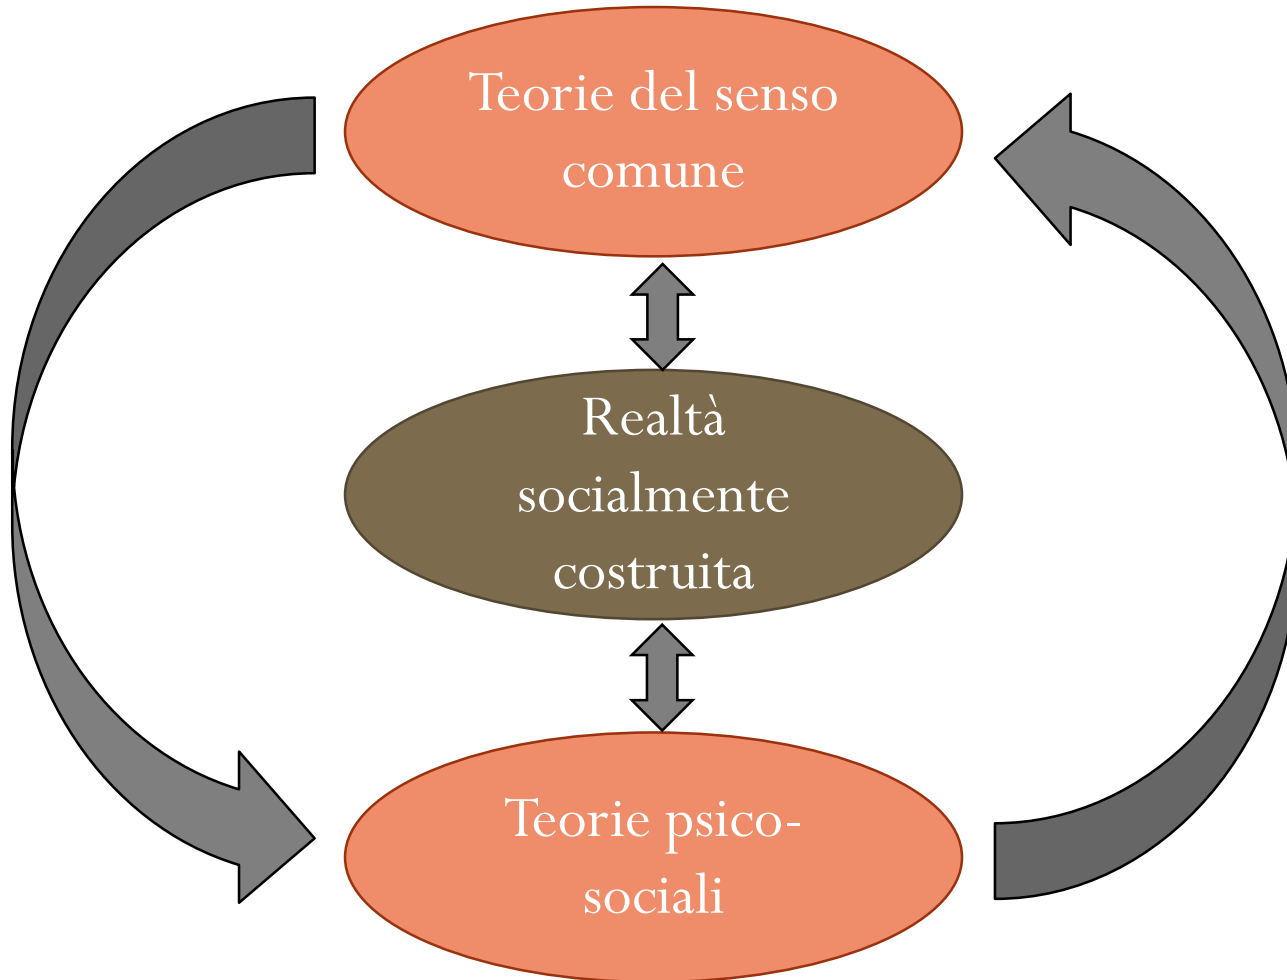 Teorie del senso
comune
Realtà
socialmente
costruita
Teorie psico-
sociali